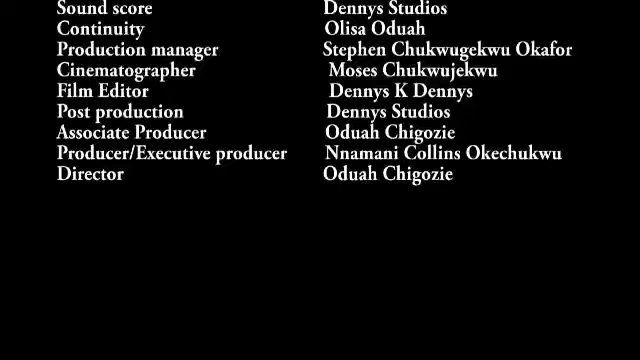 Sound score Dennys Studios
Continuity Olisa Oduah
Production manager Stephen Chukwugekwu Okafor
Cinematographer Moses Chukwujekwu
Film Editor Dennys K Dennys
Post production Dennys Studios
Associate Producer Oduah Chigozie
Producer/Executive producer Nnamani Collins Okechukwu
Director Oduah Chigozie